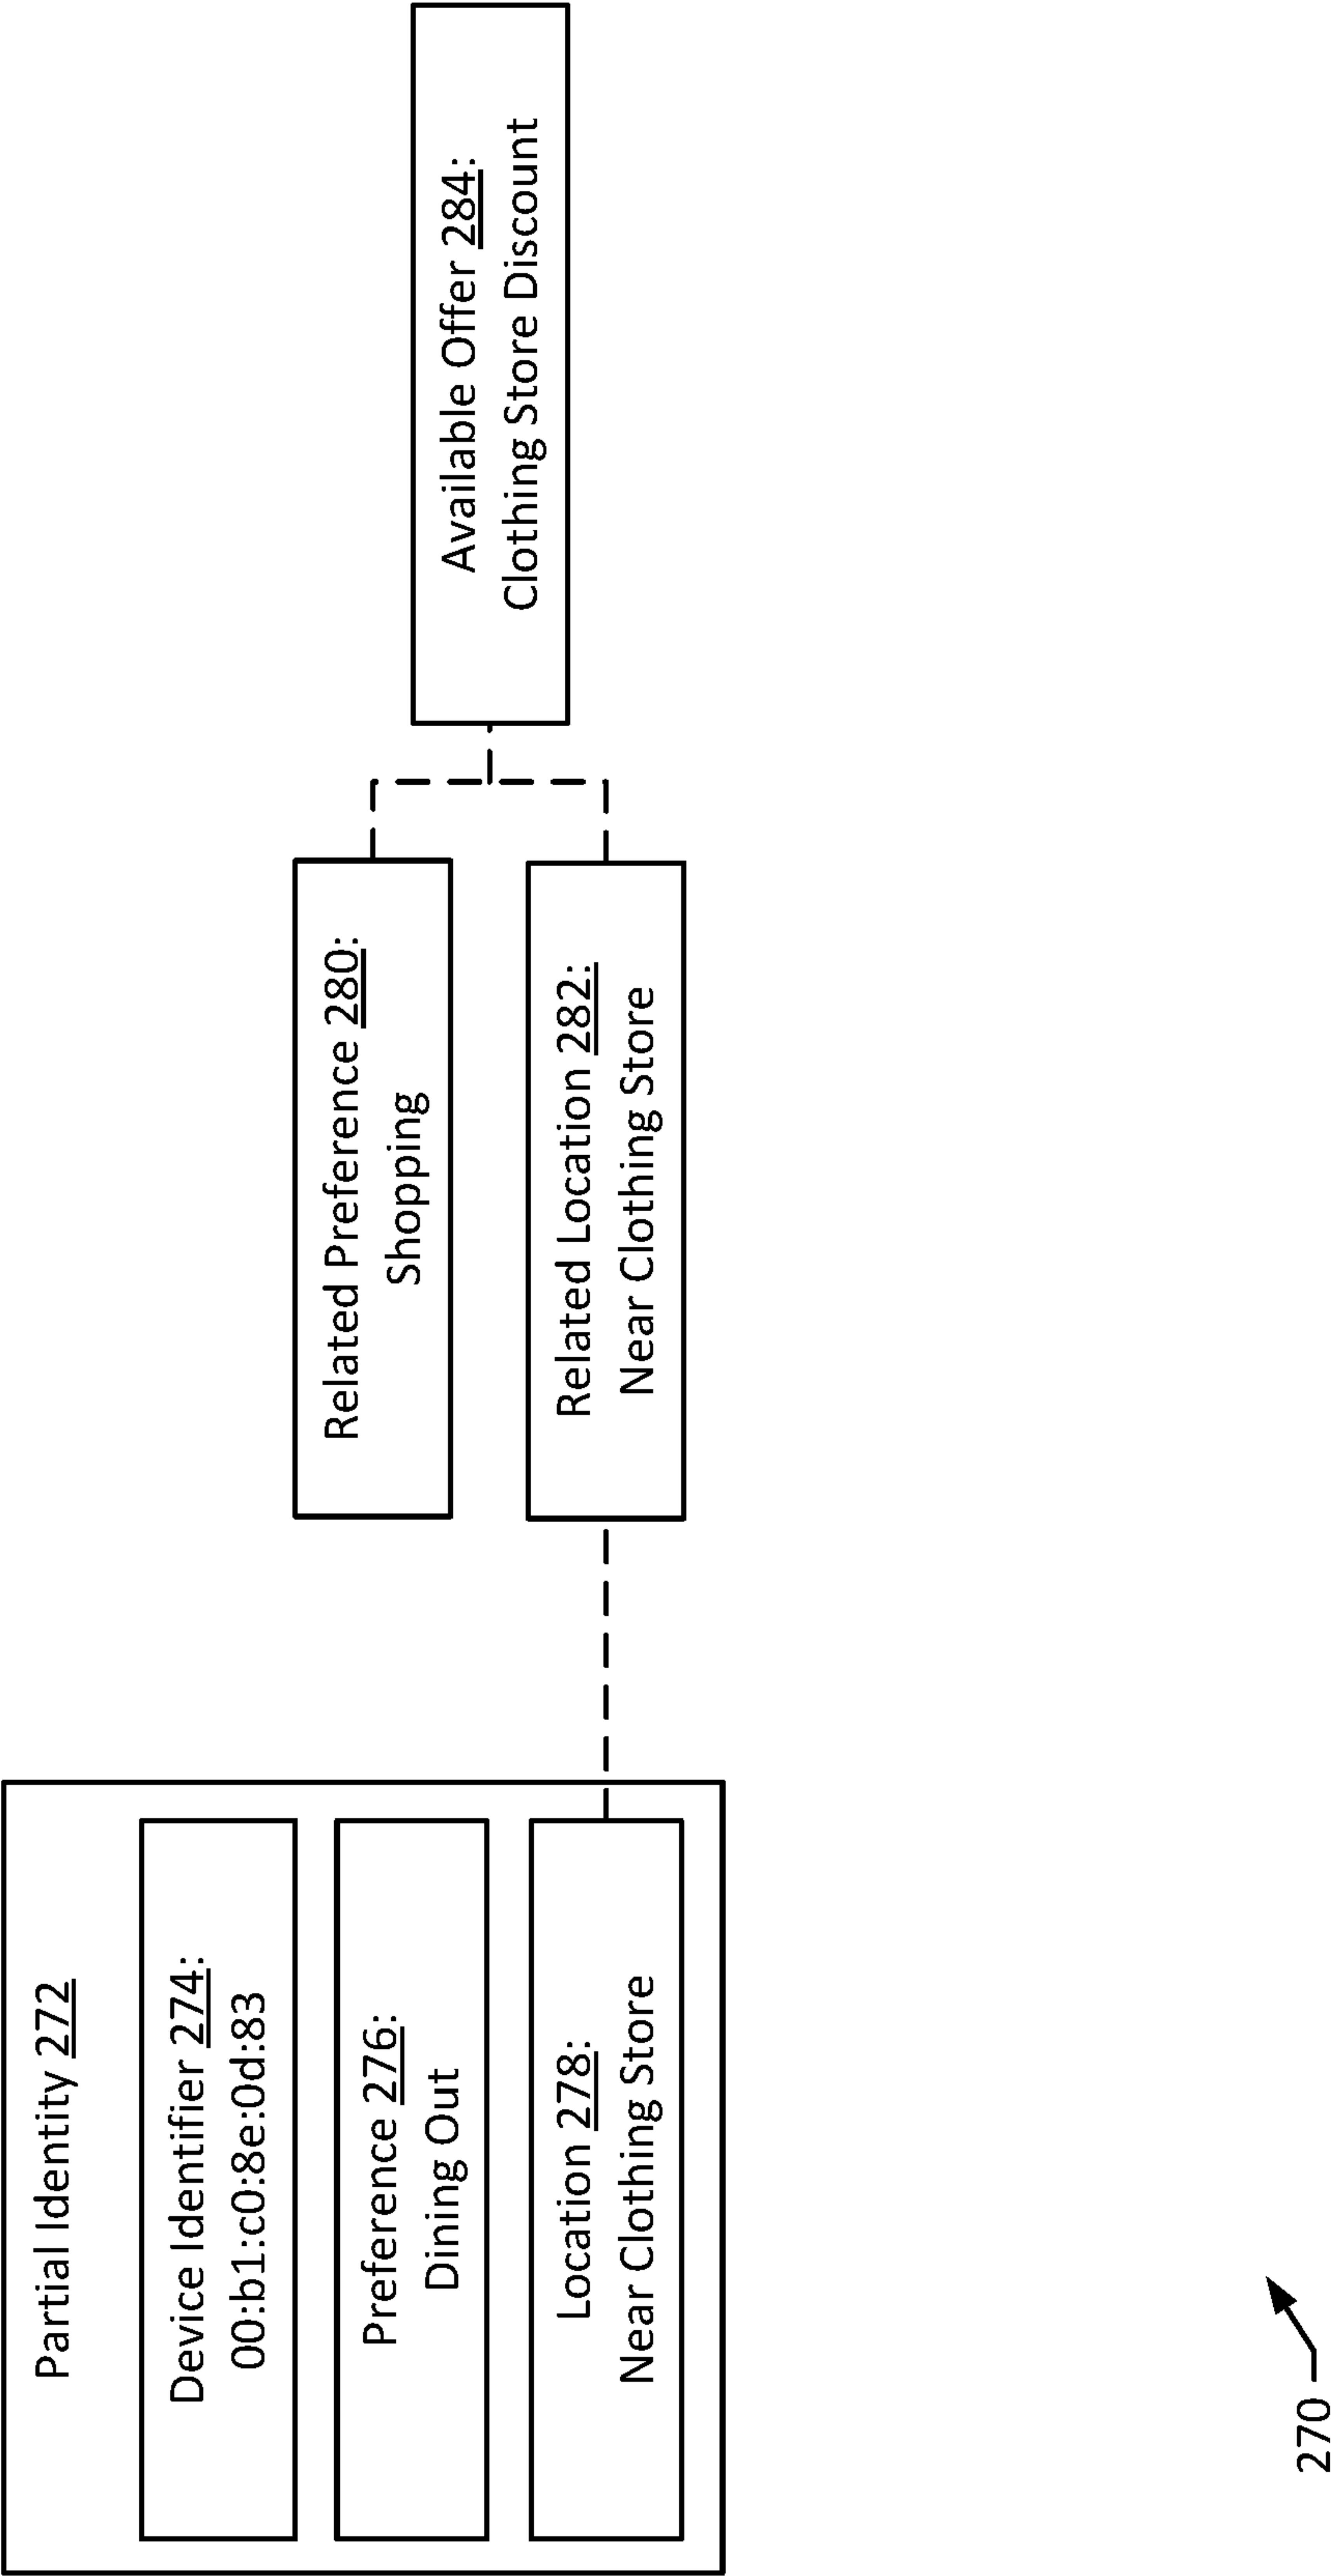 Partial Identity 272
Device Identifier 274:
00:b1:c0:8e:0d:83
Preference 276:
Dining Out
Location 278:
Near Clothing Store
Related Preference 280:
Shopping
Related Location 282:
Near Clothing Store
Available Offer 284:
Clothing Store Discount
270